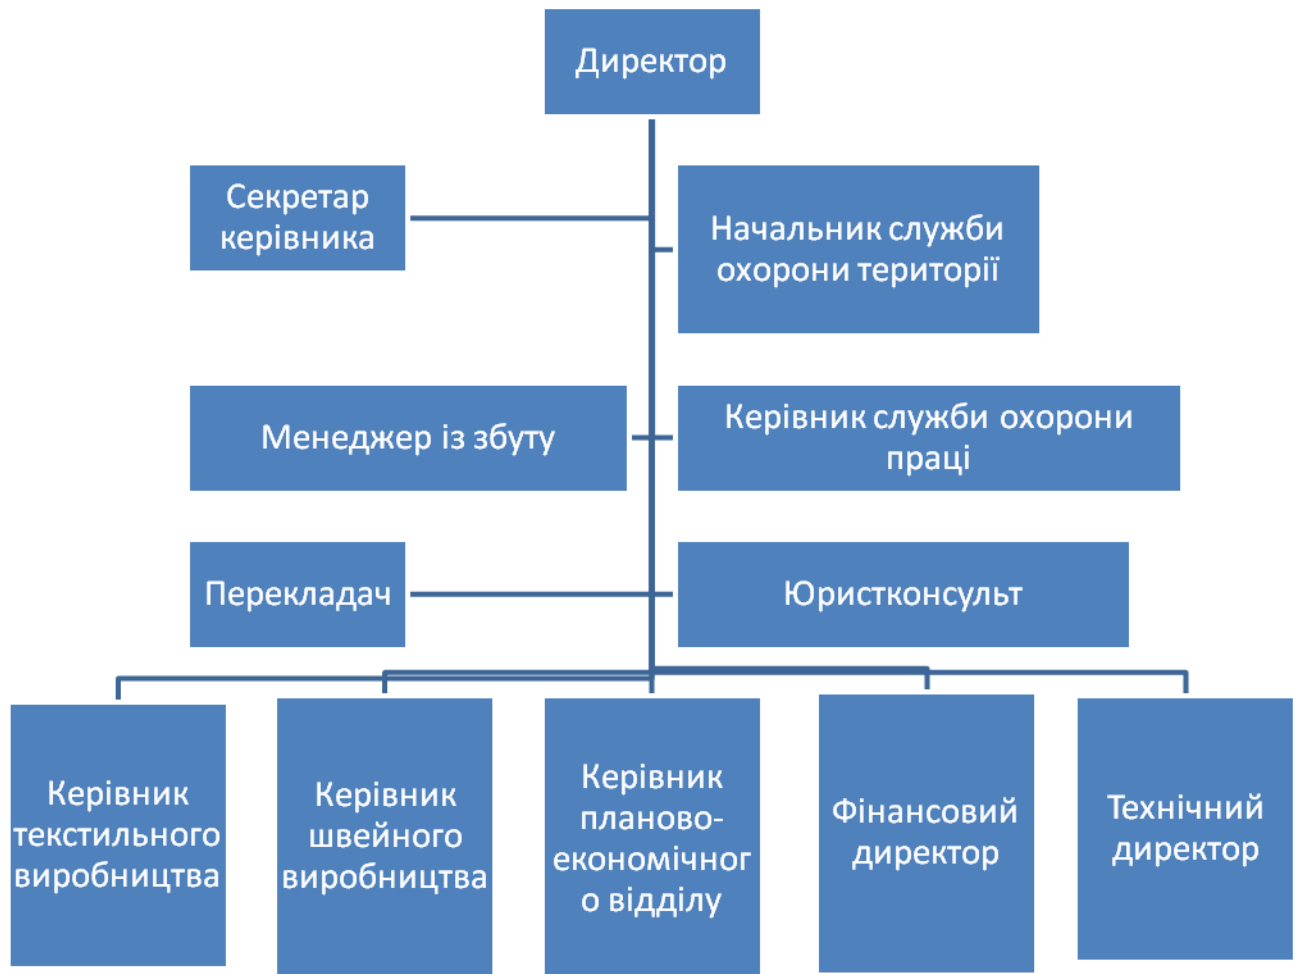 Директор
Секретар
керівника
Начальник служби
охорони території
Менеджер із збуту
Керівник служби охорони
праці
Перекладач
Юристконсульт
Керівник
текстильного
виробництва
Керівник
швейного
виробництва
Керівник
планово-
економічног
о відділу
Фінансовий
директор
Технічний
директор